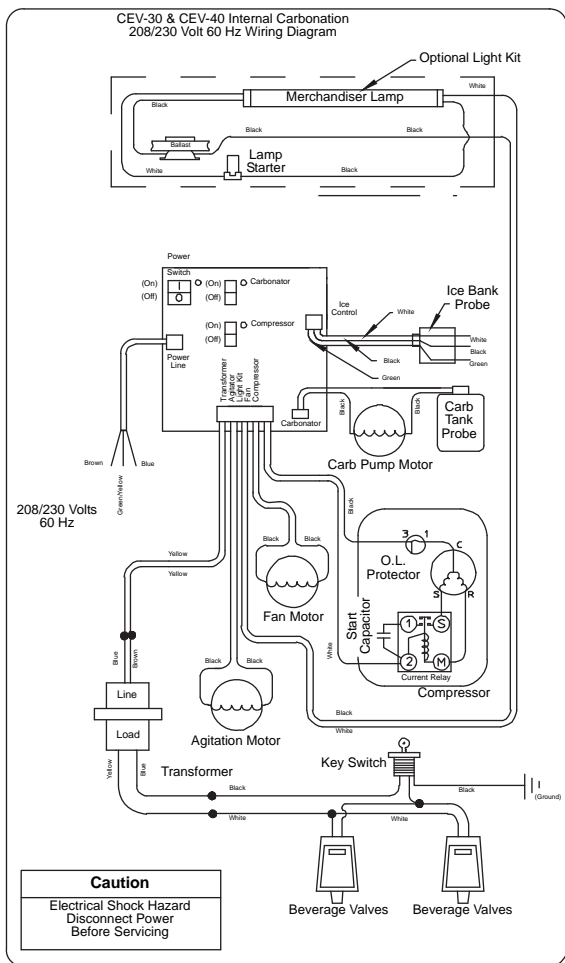 CEV-30 & CEV-40 Internal Carbonation
208/230 Volt 60 Hz Wiring Diagram
Optional Light Kit
White
Merchandiser Lamp
Black
Ballast
Black
Black
Lamp
Starter
White
Black
Power
Switch
(On)
(Off)
I
O
(On)
(Off)
Carbonator
(On)
(Off)
Compressor
Ice
Control
White
Ice Bank
Probe
White
Black
Green
Black
Green
Power
Line
Transformer
Agitator
Light Kit
Fan
Compressor
Carbonator
Black
Black
Carb
Tank
Probe
Carb Pump Motor
Brown
Green/Yellow
Blue
208/230 Volts
60 Hz
Yellow
Yellow
Black
Black
Fan Motor
Black
White
3
1
O.L.
Protector
C
S
R
Start
Capacitor
1
S
2
M
Current Relay
Compressor
Blue
Brown
Line
Load
Black
Black
Agitation Motor
Black
White
Yellow
Blue
Transformer
Key Switch
Black
Black
(Ground)
White
White
Beverage Valves
Beverage Valves
Caution
Electrical Shock Hazard
Disconnect Power
Before Servicing